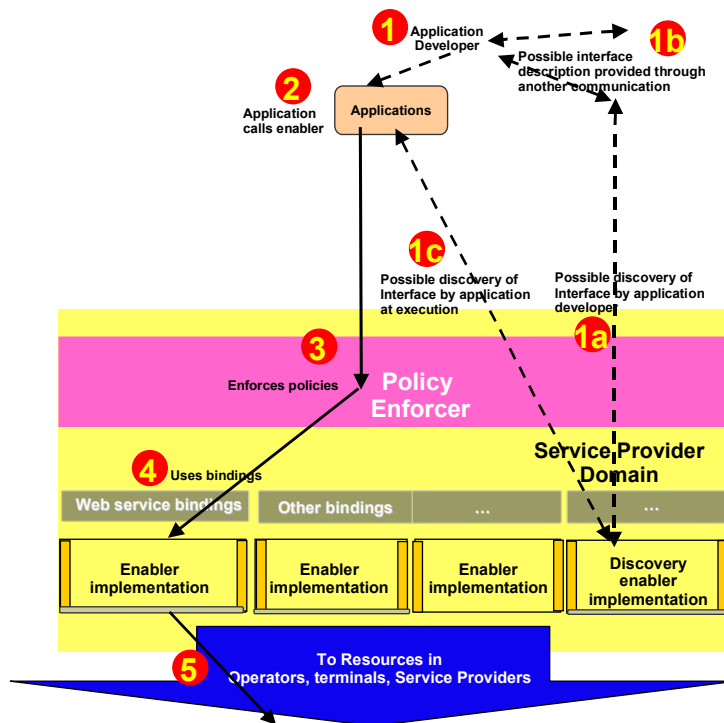 1
Application
Developer
1b
Possible interface
description provided through
another communication
2
Application
calls enabler
Applications
1c
Possible discovery of
Interface by application
at execution
Possible discovery of
Interface by application
developer
1a
3
Enforces policies
Policy
Enforcer
4
Uses bindings
Service Provider
Domain
Web service bindings
Other bindings
...
...
Enabler
implementation
Enabler
implementation
Enabler
implementation
Discovery
enabler
implementation
5
To Resources in
Operators, terminals, Service Providers